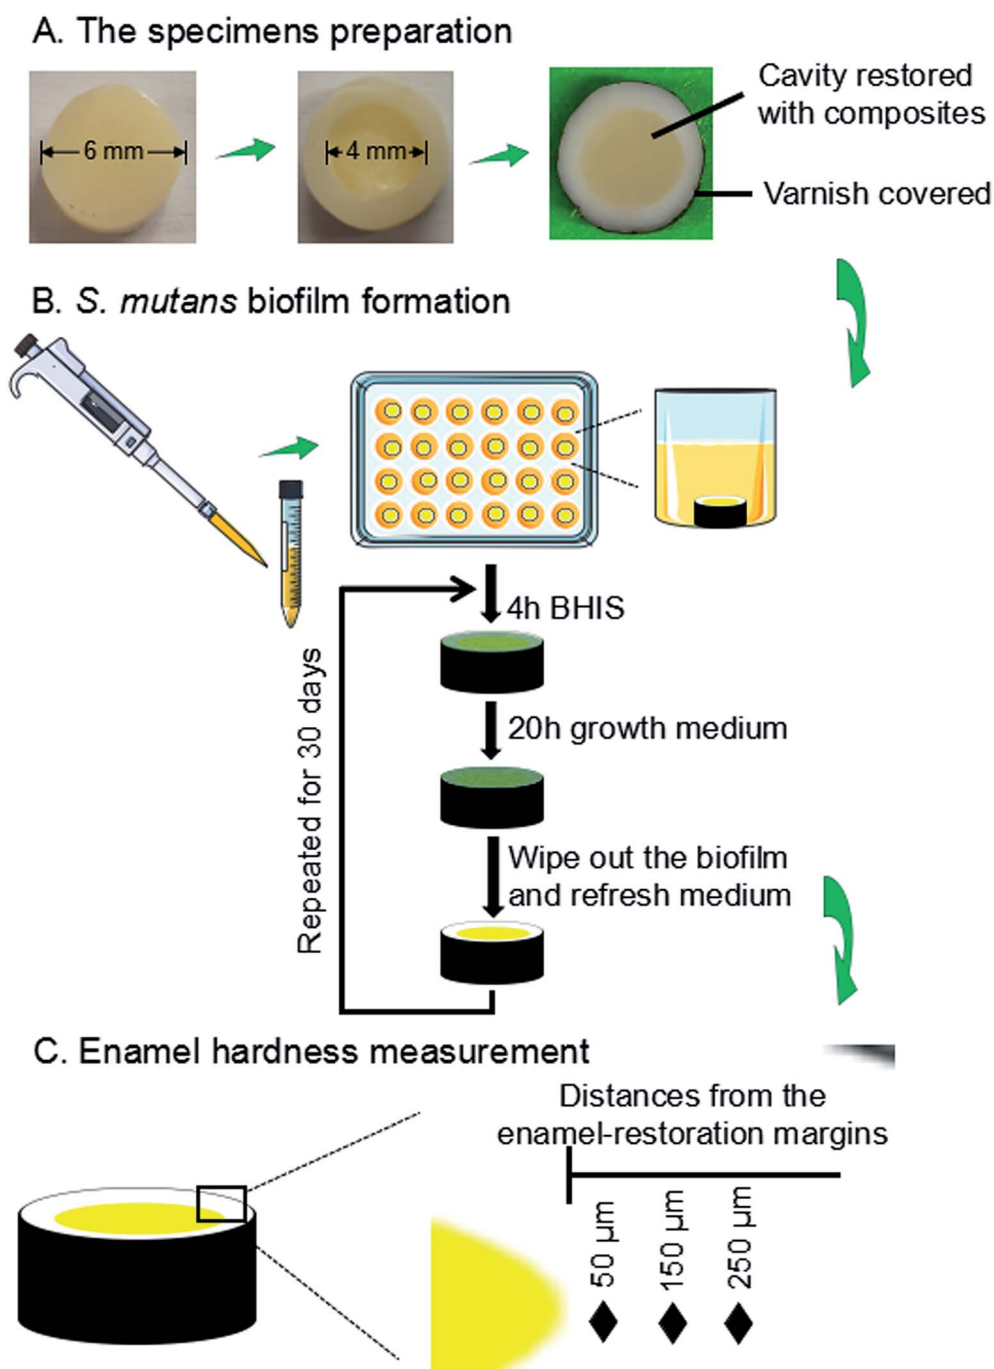 A. The specimens preparation
6 mm
4 mm
Cavity restored
with composites
Varnish covered
B. S. mutans biofilm formation
4h BHIS
20h growth medium
Wipe out the biofilm
and refresh medium
Repeated for 30 days
C. Enamel hardness measurement
Distances from the
enamel-restoration margins
50 µm
150 µm
250 µm